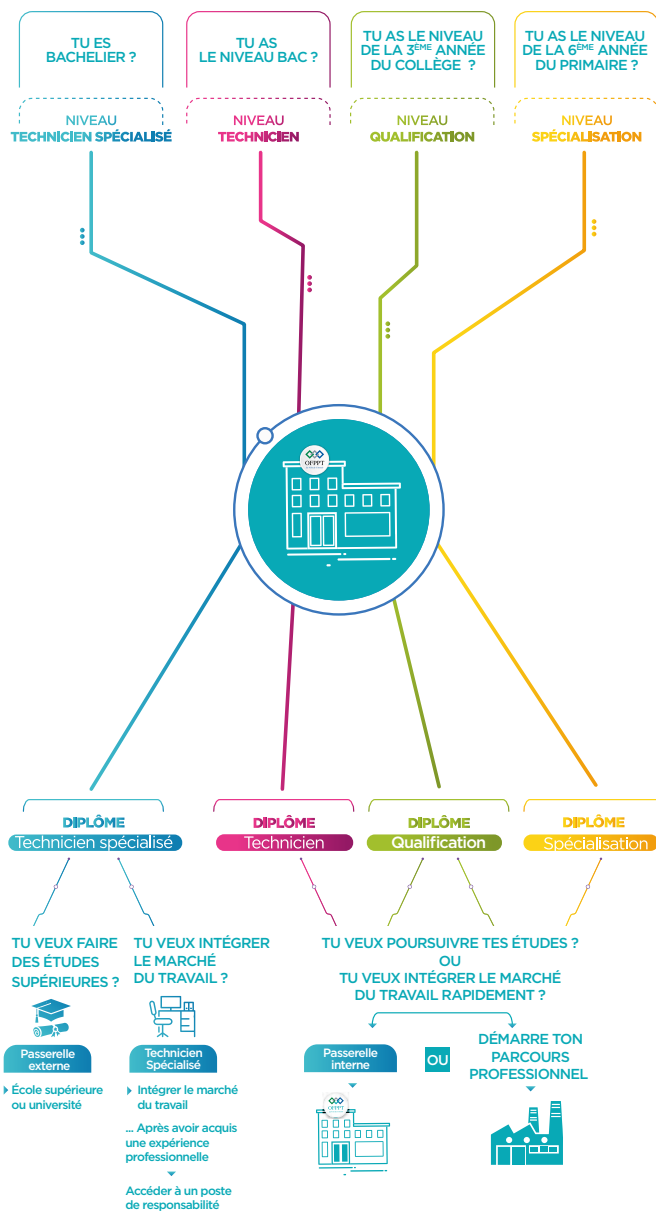 TU ES
BACHELIER ?
TU AS
LE NIVEAU BAC ?
TU AS LE NIVEAU
DE LA 3ÈME ANNÉE
DU COLLÈGE ?
TU AS LE NIVEAU
DE LA 6ÈME ANNÉE
DU PRIMAIRE ?
NIVEAU
TECHNICIEN SPÉCIALISÉ
NIVEAU
TECHNICIEN
NIVEAU
QUALIFICATION
NIVEAU
SPÉCIALISATION
OFPPT
DIPLÔME
Technicien spécialisé
DIPLÔME
Technicien
DIPLÔME
Qualification
DIPLÔME
Spécialisation
TU VEUX FAIRE
DES ÉTUDES
SUPÉRIEURES ?
Passerelle
externe
École supérieure
ou université
TU VEUX INTÉGRER
LE MARCHÉ
DU TRAVAIL ?
Technicien
Spécialisé
Intégrer le marché
du travail
... Après avoir acquis
une expérience
professionnelle
Accéder à un poste
de responsabilité
TU VEUX POURSUIVRE TES ÉTUDES ?
OU
TU VEUX INTÉGRER LE MARCHÉ
DU TRAVAIL RAPIDEMENT ?
Passerelle
interne
OU
DÉMARRE TON
PARCOURS
PROFESSIONNEL